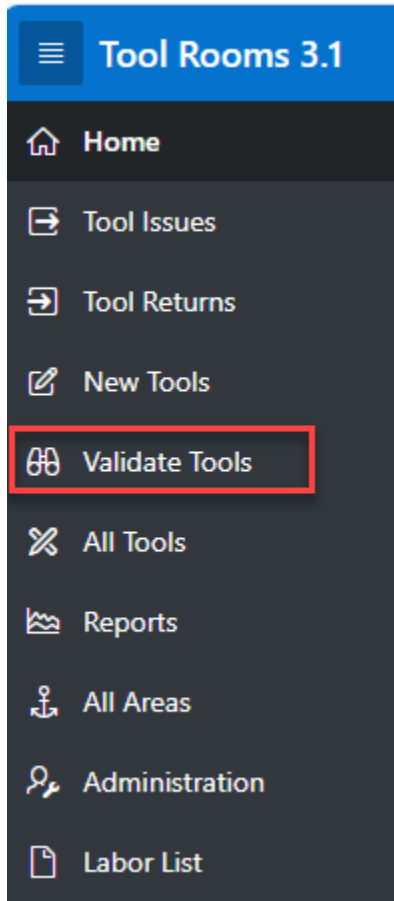 Tool Rooms 3.1
Home
Tool Issues
Tool Returns
New Tools
Validate Tools
All Tools
Reports
All Areas
Administration
Labor List